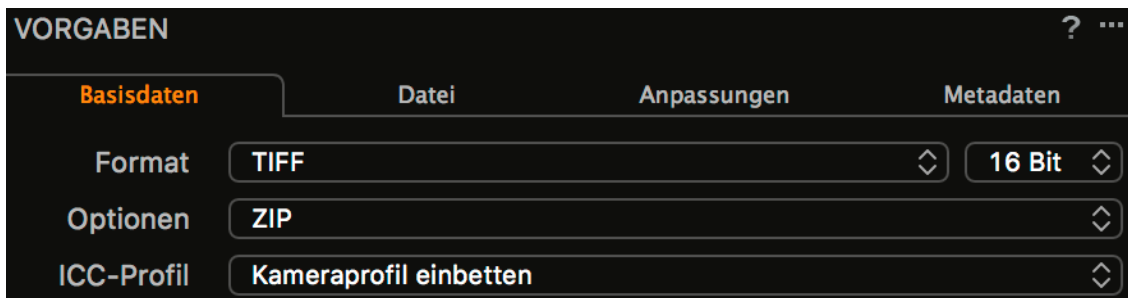 VORGABEN ? ...
Basisdaten Datei Anpassungen Metadaten
Format TIFF 16 Bit
Optionen ZIP
ICC-Profil Kameraprofil einbetten